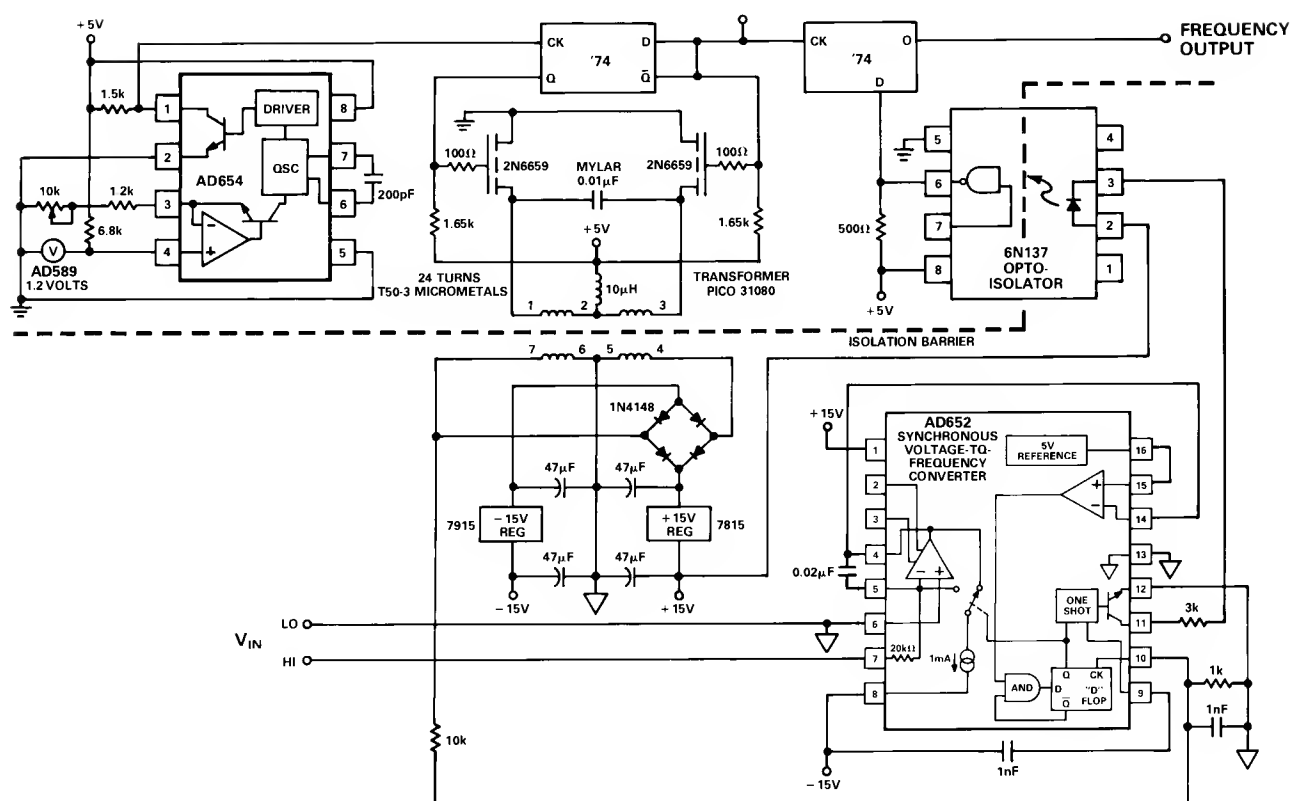 +5V
1.5k
1
2
3
4
8
7
6
5
DRIVER
QSC
AD654
10k
1.2k
6.8k
V
AD589
1.2 VOLTS
200pF
CK
D
'74
Q
Q̅
CK
O
'74
D
FREQUENCY
OUTPUT
100Ω
2N6659
MYLAR
0.01μF
2N6659
100Ω
1.65k
+5V
1.65k
24 TURNS
T50-3 MICROMETALS
10μH
TRANSFORMER
PICO 31080
1
2
3
500Ω
+5V
5
6
7
8
4
3
2
1
6N137
OPTO-
ISOLATOR
ISOLATION BARRIER
7
6
5
4
1N4148
47μF
47μF
7915
-15V
REG
+15V
REG
7815
47μF
47μF
-15V
+15V
VIN
LO
HI
10k
+15V
AD652
SYNCHRONOUS
VOLTAGE-TQ-
FREQUENCY
CONVERTER
5V
REFERENCE
1
2
3
4
5
6
7
8
16
15
14
13
12
11
10
9
0.02μF
20kΩ
1mA
ONE
SHOT
AND
Q
CK
D
"D"
Q̅
FLOP
3k
1k
1nF
1nF
-15V